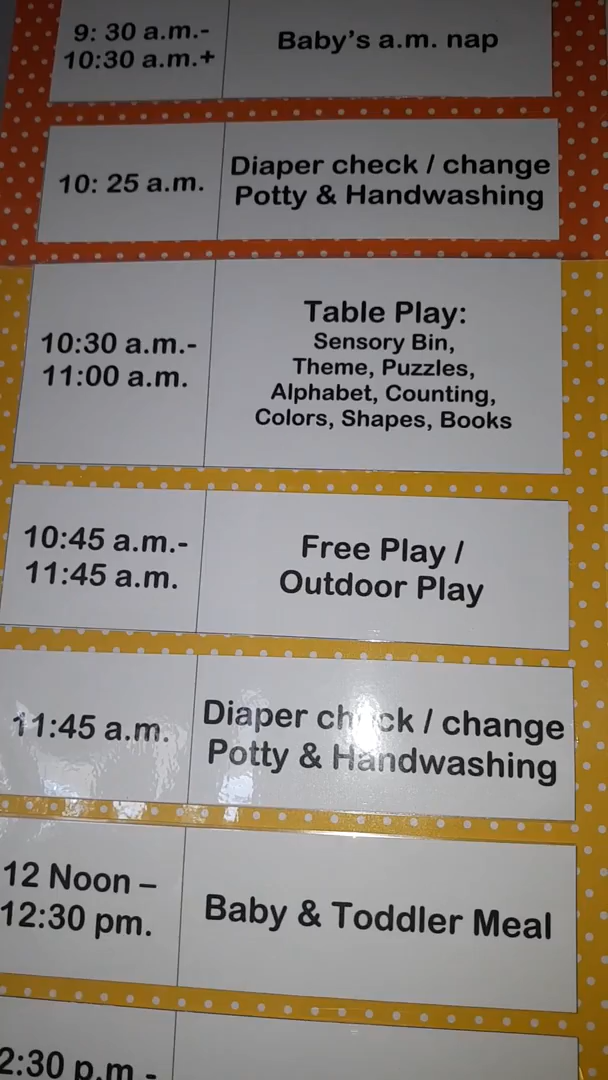 9: 30 a.m.-
10:30 a.m.+
Baby's a.m. nap
10: 25 a.m.
Diaper check / change
Potty & Handwashing
10:30 a.m.-
11:00 a.m.
Table Play:
Sensory Bin,
Theme, Puzzles,
Alphabet, Counting,
Colors, Shapes, Books
10:45 a.m.-
11:45 a.m.
Free Play /
Outdoor Play
11:45 a.m.
Diaper check / change
Potty & Handwashing
12 Noon –
12:30 pm.
Baby & Toddler Meal
2:30 p.m -